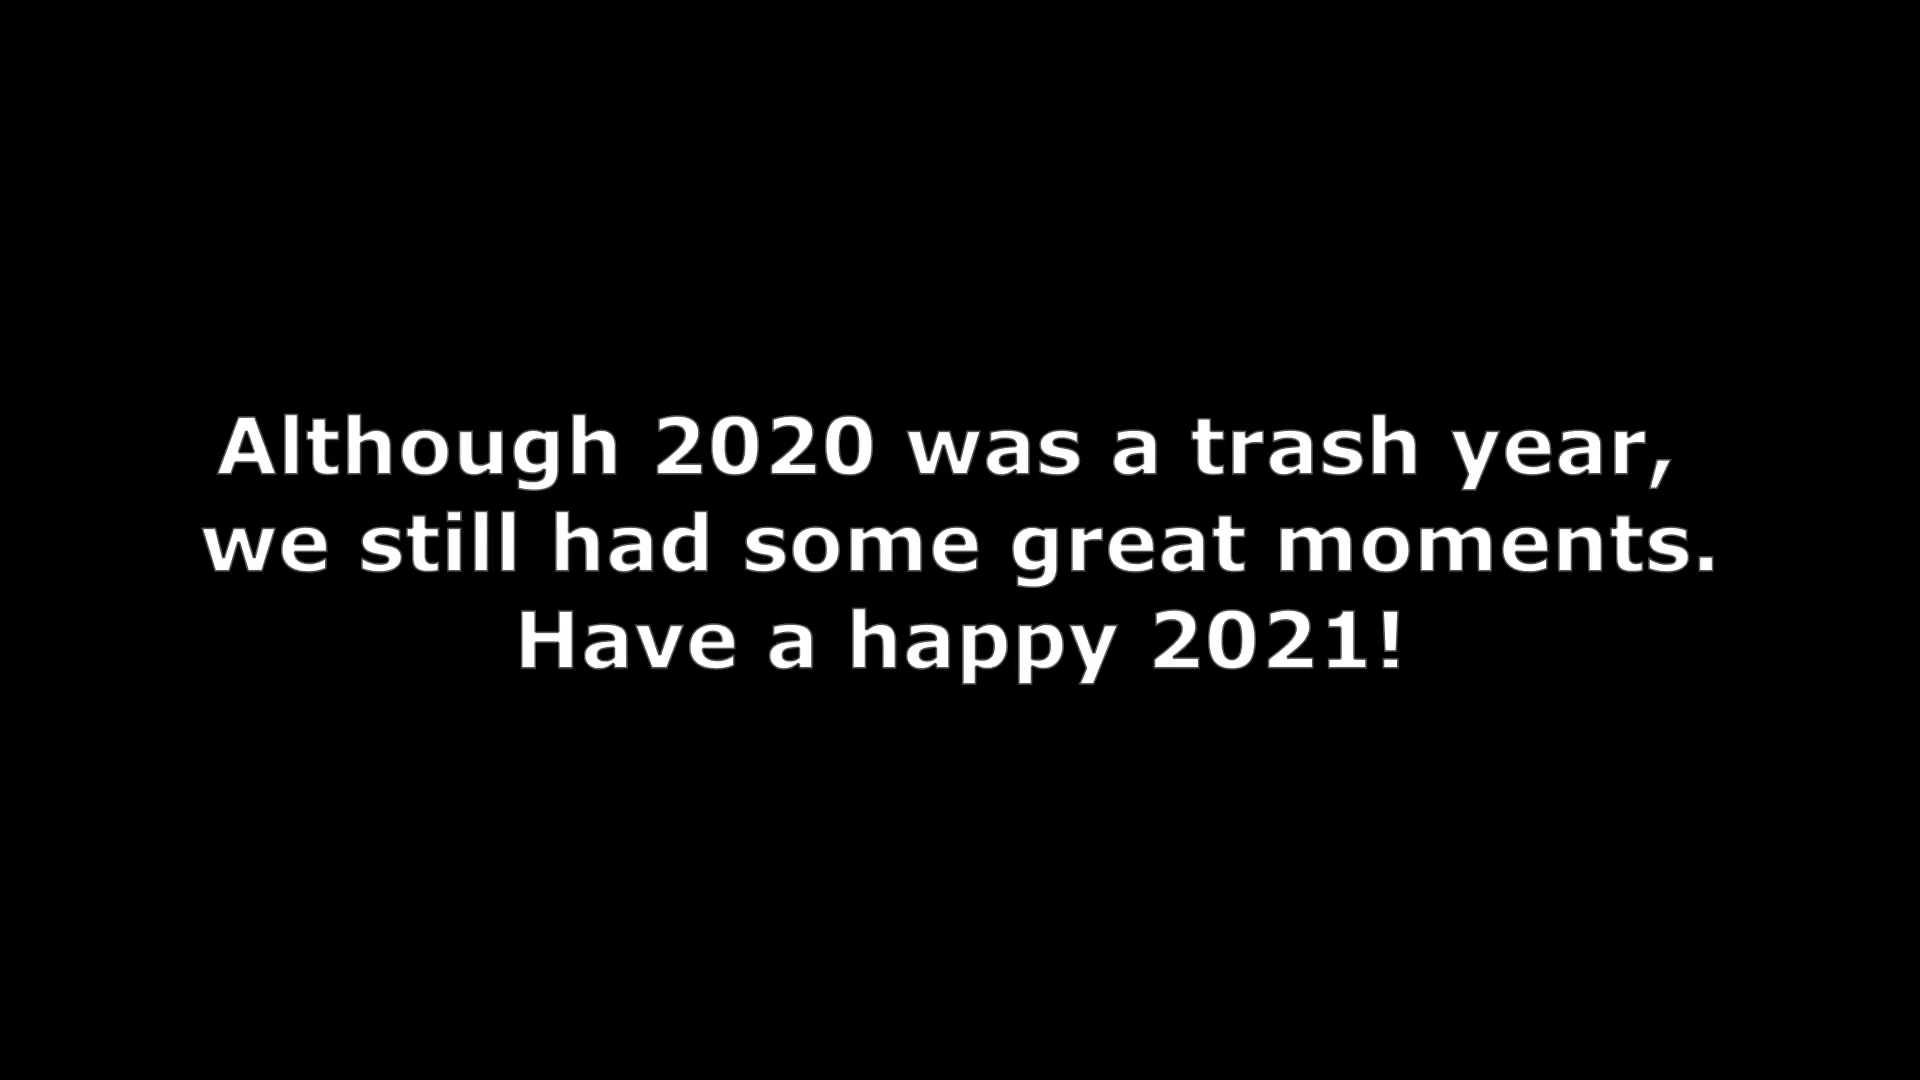 Although 2020 was a trash year,
we still had some great moments.
Have a happy 2021!